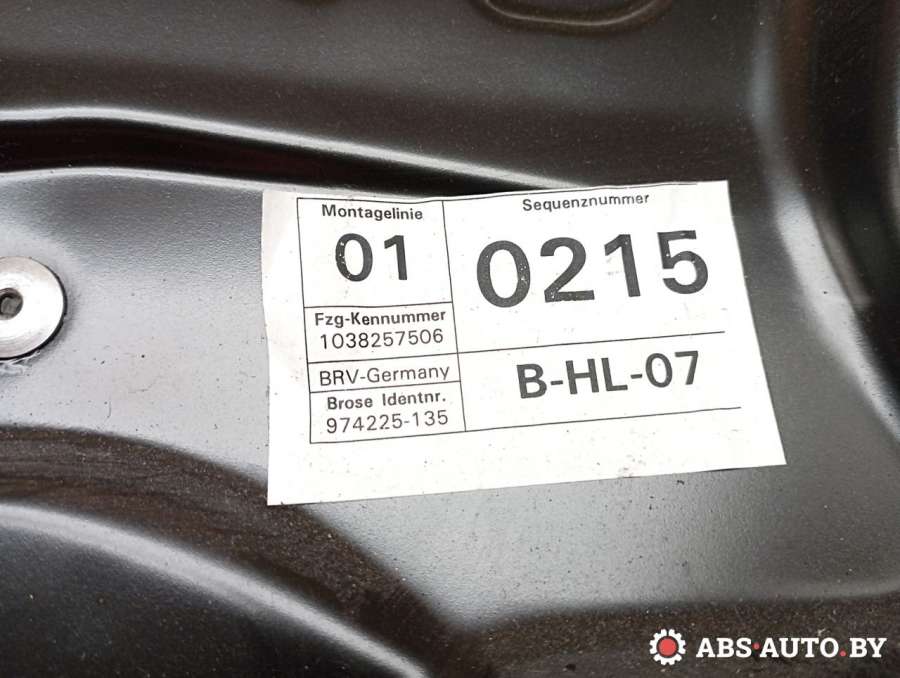 Montagelinie
01
Sequenznummer
0215
Fzg-Kennummer
1038257506
BRV-Germany
Brose Identnr.
974225-135
B-HL-07
ABS-AUTO.BY